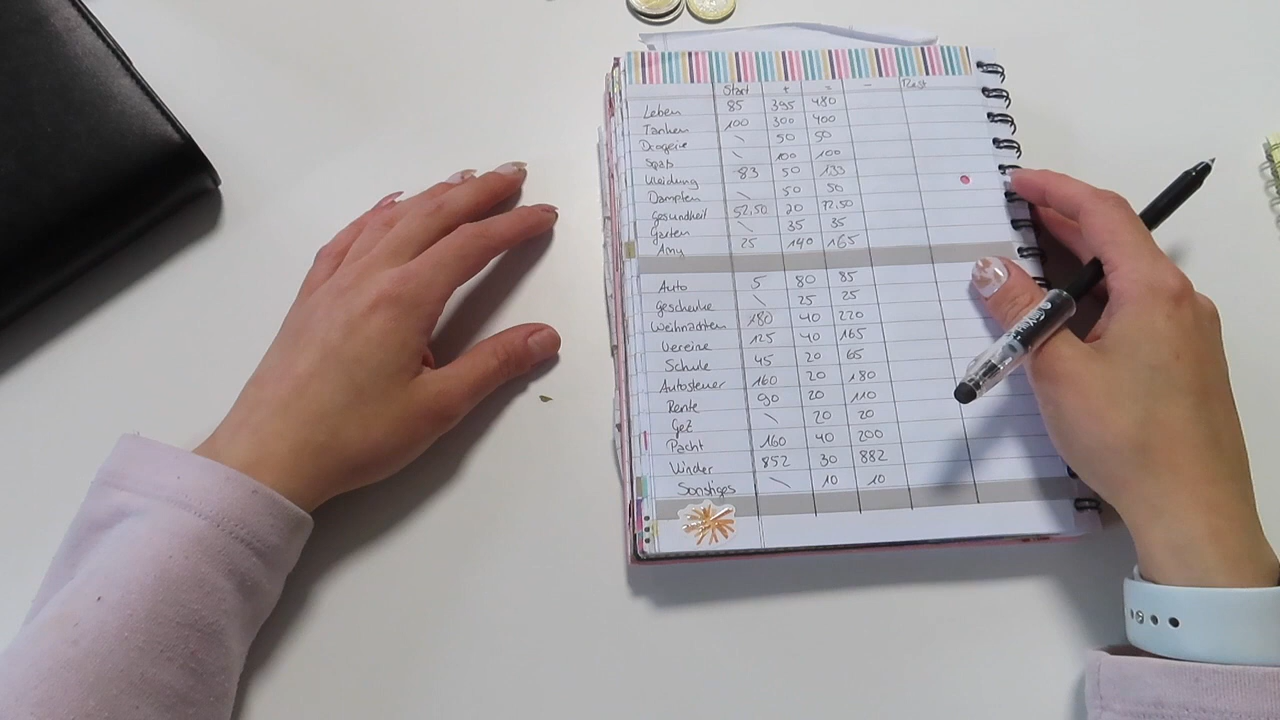 Start + = - Rest
Leben 85 395 480
Tanken 100 300 400
Drogerie \ 50 50
Spaß \ 100 100
Kleidung 83 50 133
Dampfen \ 50 50
Gesundheit 52,50 20 72,50
Garten \ 35 35
Amy 25 140 165
Auto 5 80 85
Geschenke \ 25 25
Weihnachten 180 40 220
Vereine 125 40 165
Schule 45 20 65
Autosteuer 160 20 180
Rente 90 20 110
Gez \ 20 20
Pacht 160 40 200
Kinder 852 30 882
Sonstiges \ 10 10